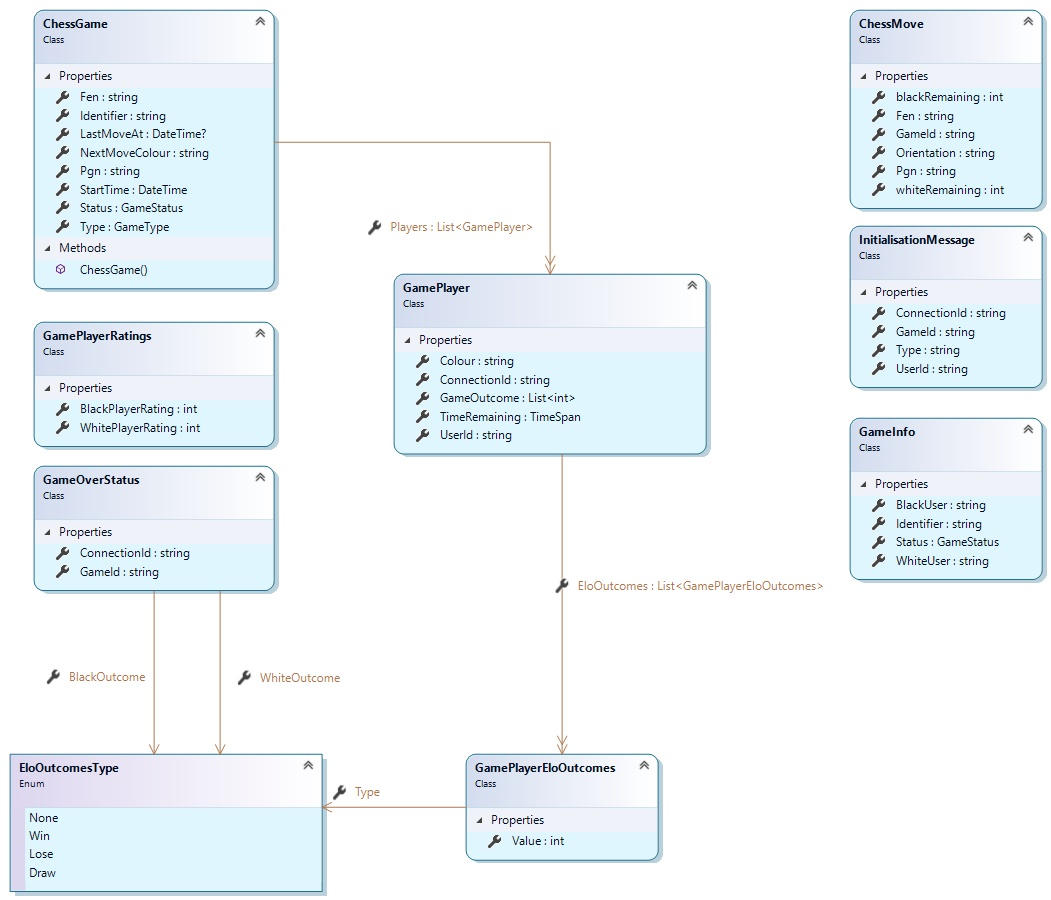 ChessGame
Class
Properties
Fen : string
Identifier : string
LastMoveAt : DateTime?
NextMoveColour : string
Pgn : string
StartTime : DateTime
Status : GameStatus
Type : GameType
Methods
ChessGame()
Players : List<GamePlayer>
GamePlayer
Class
Properties
Colour : string
ConnectionId : string
GameOutcome : List<int>
TimeRemaining : TimeSpan
UserId : string
GamePlayerRatings
Class
Properties
BlackPlayerRating : int
WhitePlayerRating : int
GameOverStatus
Class
Properties
ConnectionId : string
GameId : string
BlackOutcome
WhiteOutcome
EloOutcomes : List<GamePlayerEloOutcomes>
EloOutcomesType
Enum
None
Win
Lose
Draw
Type
GamePlayerEloOutcomes
Class
Properties
Value : int
ChessMove
Class
Properties
blackRemaining : int
Fen : string
GameId : string
Orientation : string
Pgn : string
whiteRemaining : int
InitialisationMessage
Class
Properties
ConnectionId : string
GameId : string
Type : string
UserId : string
GameInfo
Class
Properties
BlackUser : string
Identifier : string
Status : GameStatus
WhiteUser : string